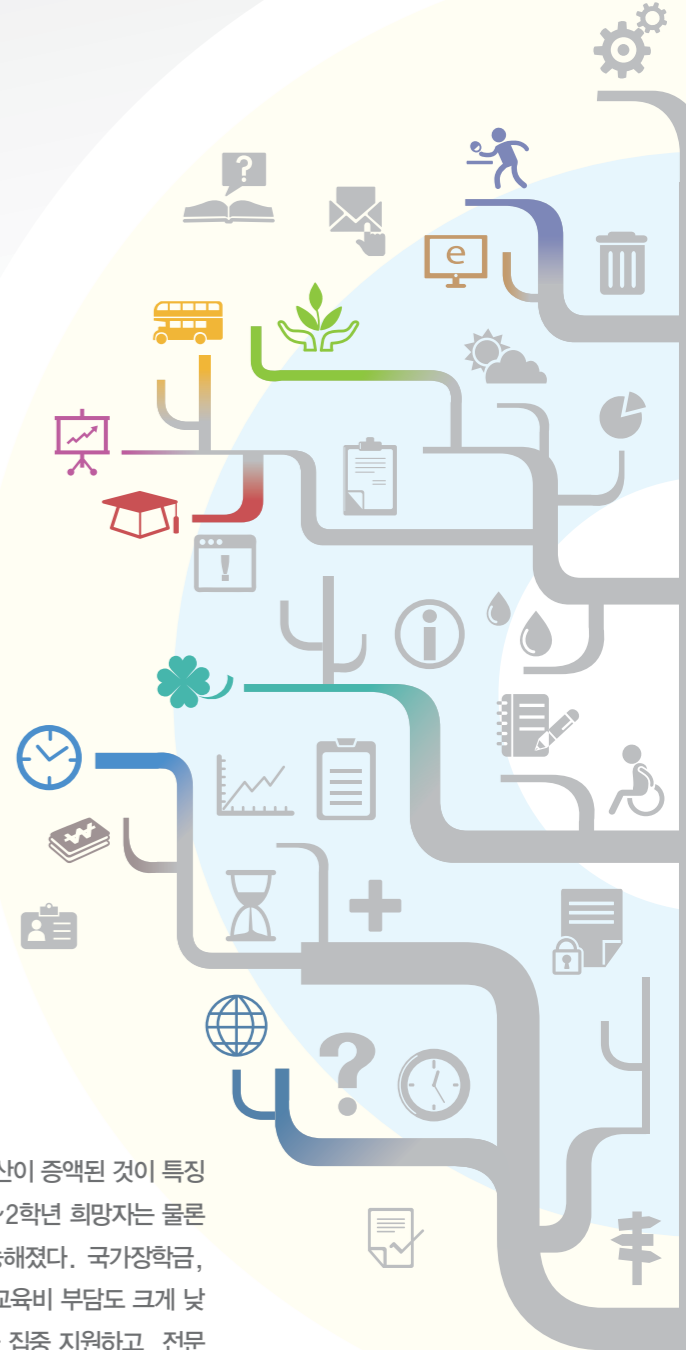 ?
e
!
i
₩
?
산이 증액된 것이 특징
~2학년 희망자는 물론
능해졌다. 국가장학금,
교육비 부담도 크게 낮
집중 지원하고 전문